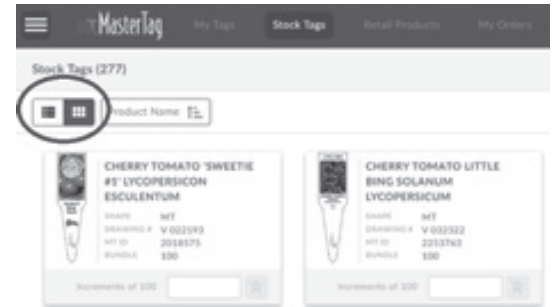 MasterTag My Tags Stock Tags Retail Products My Orders
Stock Tags (277)
Product Name
CHERRY TOMATO 'SWEETIE
#1' LYCOPERSICON
ESCULENTUM
SHAPE MT
DRAWING # V 022593
MT ID 2018575
BUNDLE 100
Increments of 100
CHERRY TOMATO LITTLE
BING SOLANUM
LYCOPERSICUM
SHAPE MT
DRAWING # V 032322
MT ID 2253763
BUNDLE 100
Increments of 100